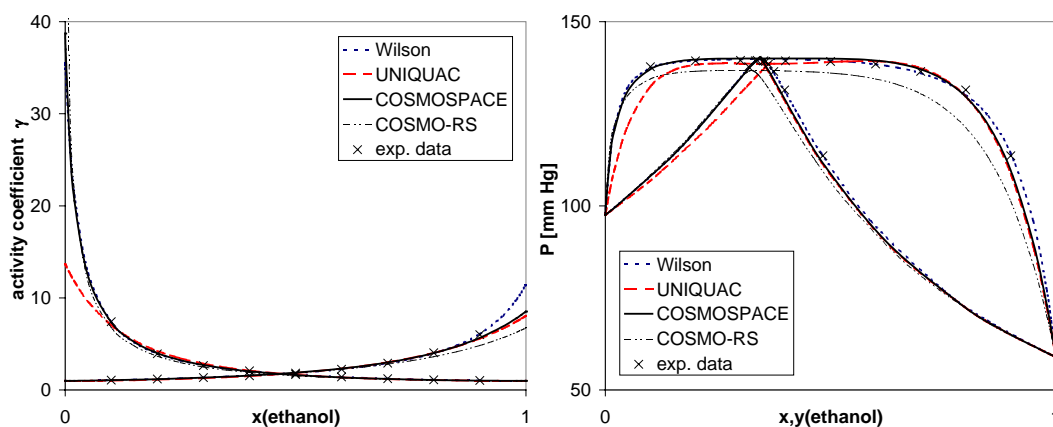 40
30
20
10
0
activity coefficient γ
Wilson
UNIQUAC
COSMOSPACE
COSMO-RS
exp. data
0
x(ethanol)
1
150
100
50
P [mm Hg]
Wilson
UNIQUAC
COSMOSPACE
COSMO-RS
exp. data
0
x,y(ethanol)